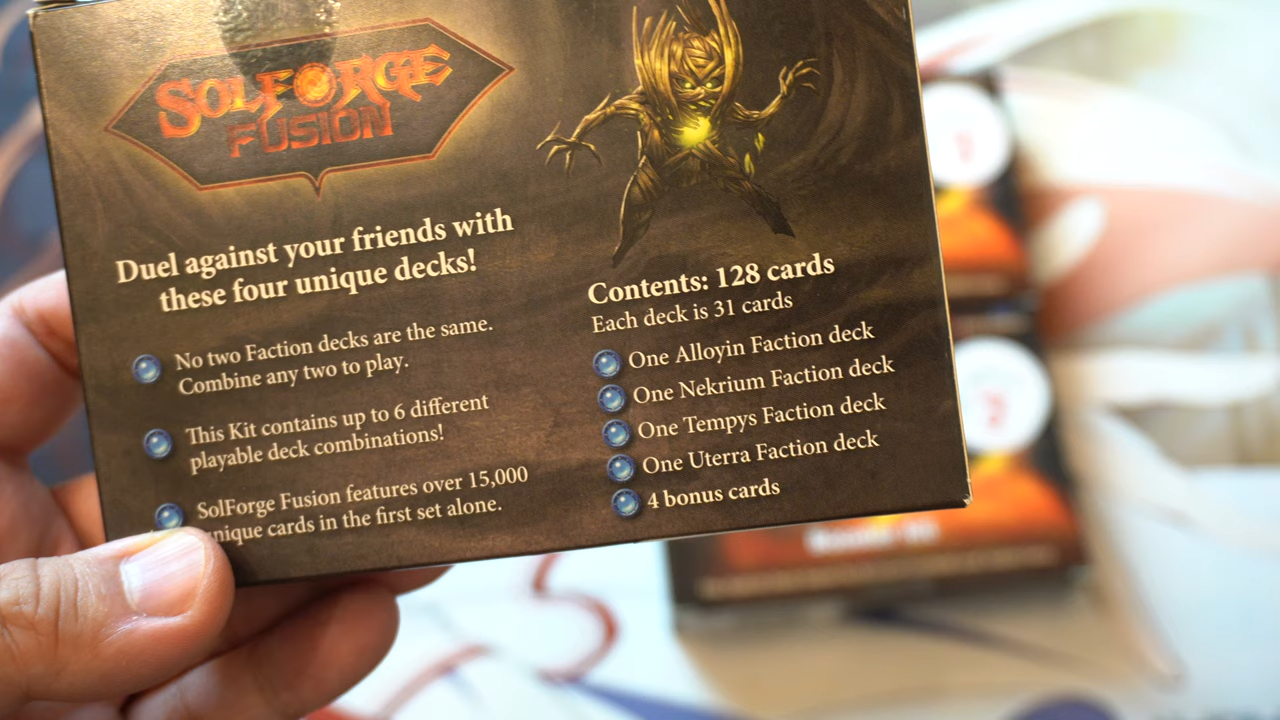 SOLFORGE
FUSION
Duel against your friends with
these four unique decks!
No two Faction decks are the same.
Combine any two to play.
This Kit contains up to 6 different
playable deck combinations!
SolForge Fusion features over 15,000
unique cards in the first set alone.
Contents: 128 cards
Each deck is 31 cards
One Alloyin Faction deck
One Nekrium Faction deck
One Tempys Faction deck
One Uterra Faction deck
4 bonus cards